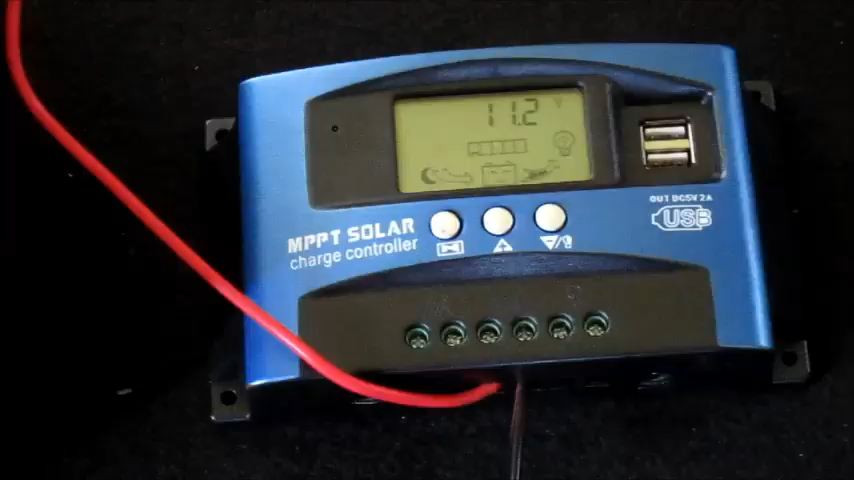 11.2 V
MPPT SOLAR
charge controller
OUT DC5V 2A
USB